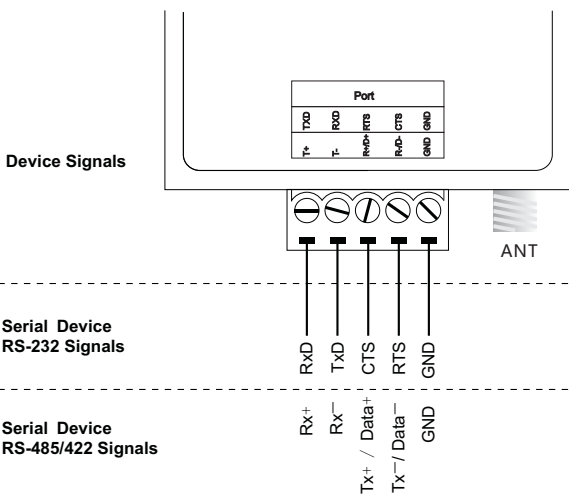 Port
TXD RXD RTS CTS GND
T+ T- R+/D+ R-/D- GND
Device Signals
ANT
Serial Device
RS-232 Signals
RxD TxD CTS RTS GND
Serial Device
RS-485/422 Signals
Rx+ Rx— Tx+ / Data+ Tx—/ Data— GND